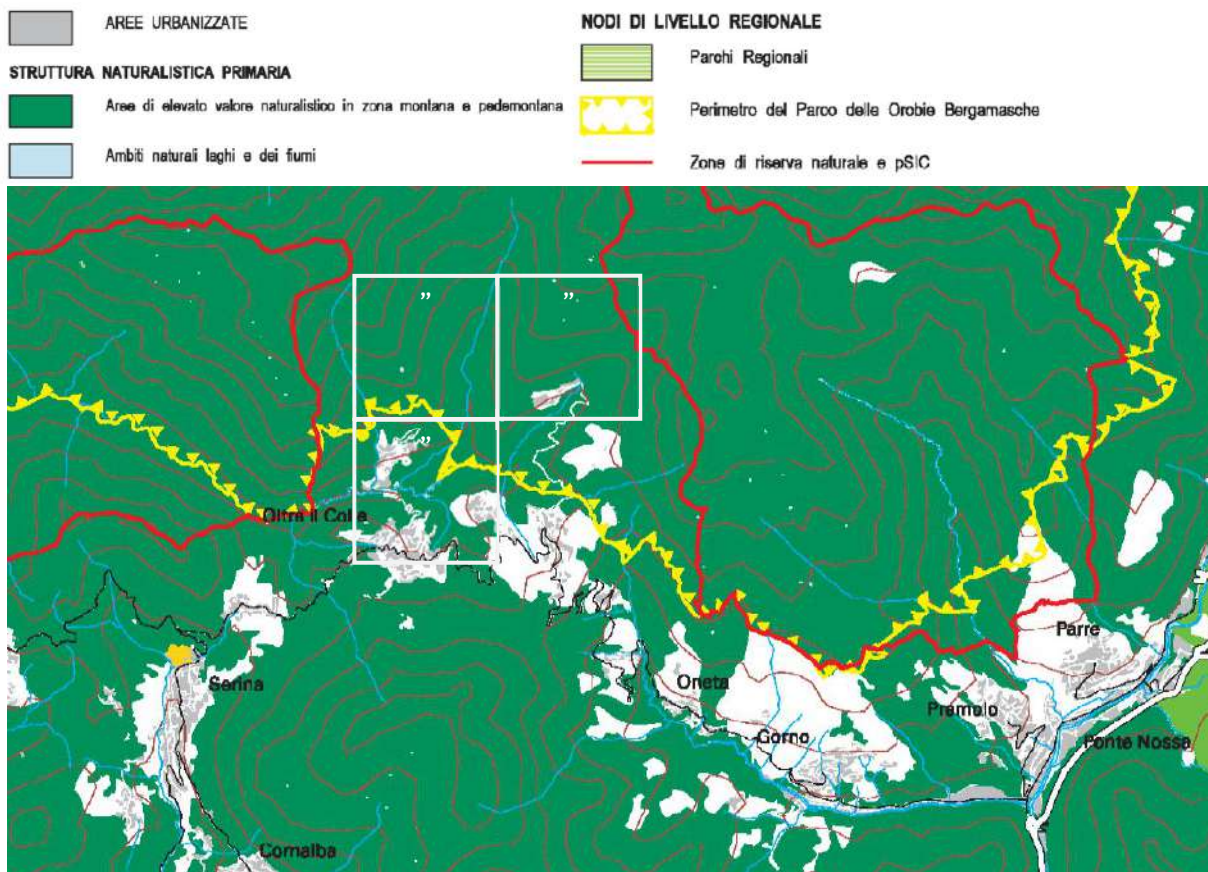 AREE URBANIZZATE
STRUTTURA NATURALISTICA PRIMARIA
Aree di elevato valore naturalistico in zona montana e pedemontana
Ambiti naturali laghi e dei fiumi
NODI DI LIVELLO REGIONALE
Parchi Regionali
Perimetro del Parco delle Orobie Bergamasche
Zone di riserva naturale e pSIC
”
”
”
Oltre il Colle
Serina
Cornalba
Oneta
Gorno
Premolo
Parre
Ponte Nossa